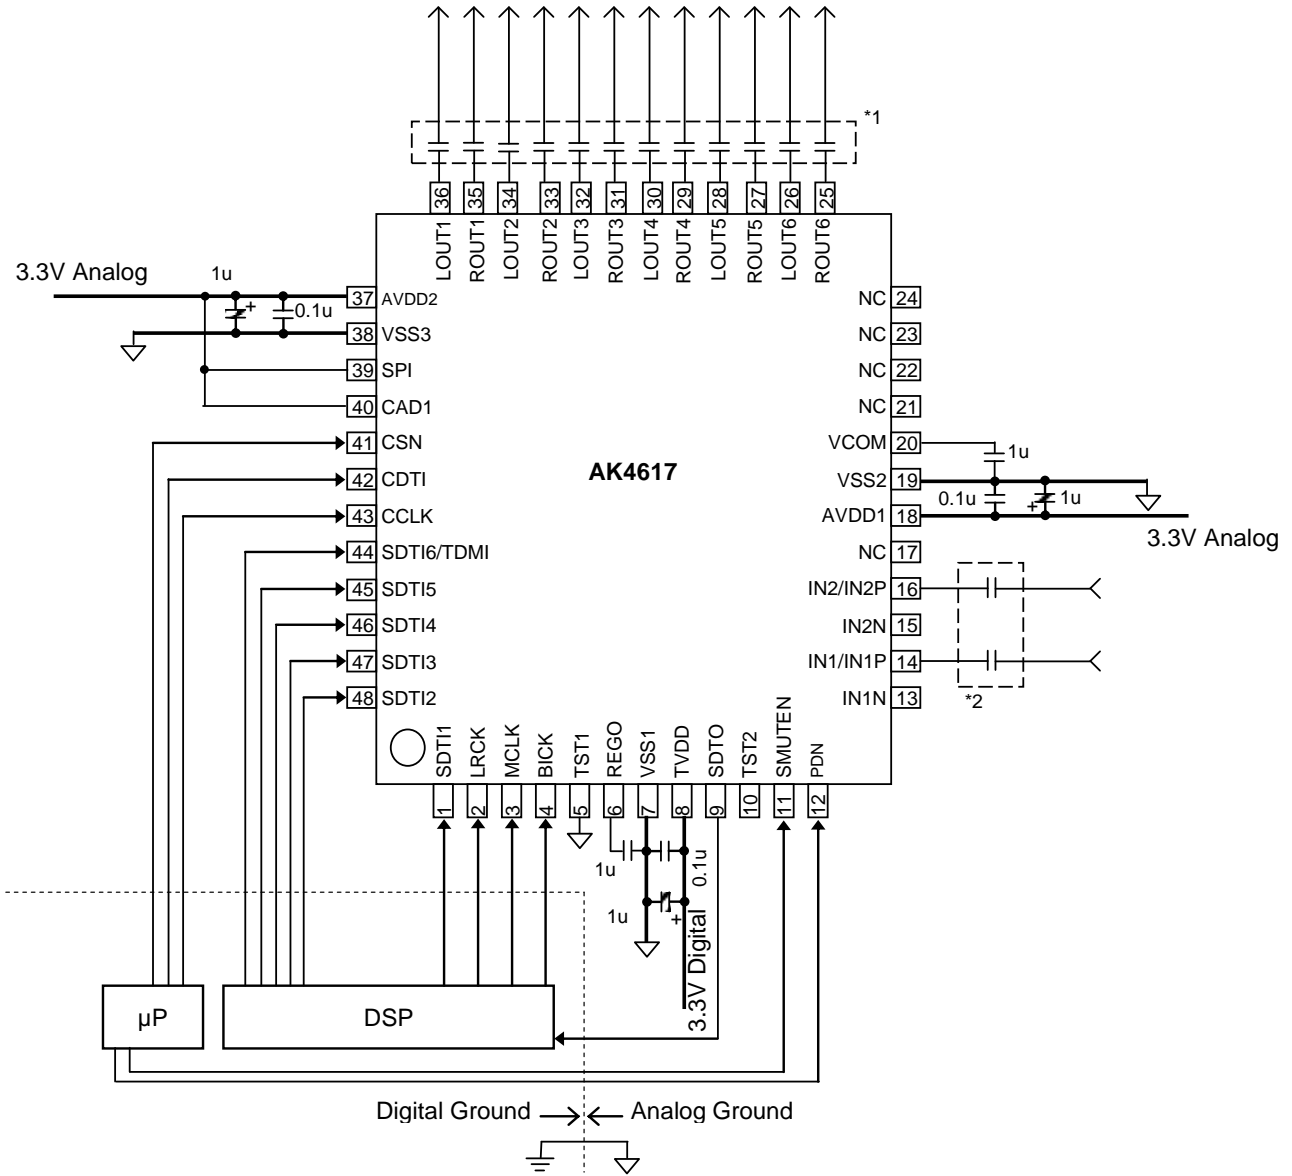 *1
36 35 34 33 32 31 30 29 28 27 26 25
LOUT1 ROUT1 LOUT2 ROUT2 LOUT3 ROUT3 LOUT4 ROUT4 LOUT5 ROUT5 LOUT6 ROUT6
3.3V Analog
1u
+
0.1u
37 AVDD2
38 VSS3
39 SPI
40 CAD1
41 CSN
42 CDTI
43 CCLK
44 SDTI6/TDMI
45 SDTI5
46 SDTI4
47 SDTI3
48 SDTI2
AK4617
NC 24
NC 23
NC 22
NC 21
VCOM 20
VSS2 19
AVDD1 18
NC 17
IN2/IN2P 16
IN2N 15
IN1/IN1P 14
IN1N 13
1u
0.1u
+
1u
3.3V Analog
*2
SDTI1 LRCK MCLK BICK TST1 REGO VSS1 TVDD SDTO TST2 SMUTEN PDN
1 2 3 4 5 6 7 8 9 10 11 12
1u
0.1u
1u
+
3.3V Digital
µP
DSP
Digital Ground
Analog Ground